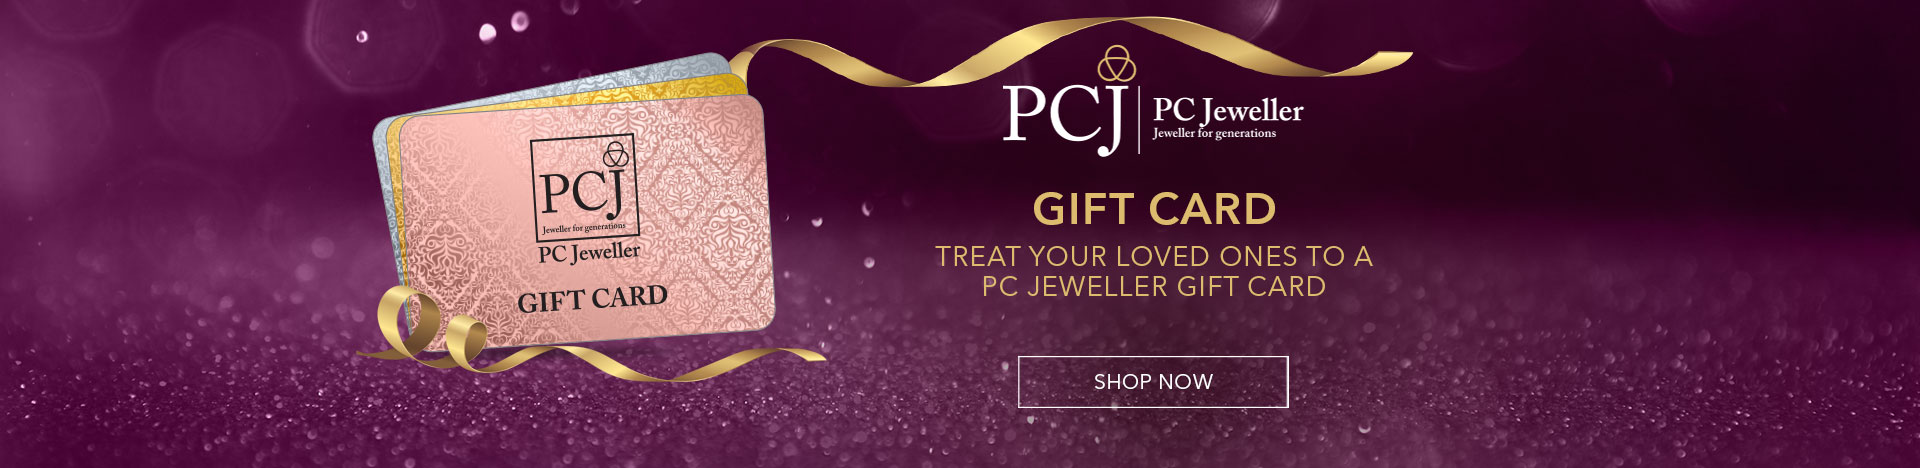 PCJ
Jeweller for generations
PC Jeweller
GIFT CARD
PCJ
PC Jeweller
Jeweller for generations
GIFT CARD
TREAT YOUR LOVED ONES TO A
PC JEWELLER GIFT CARD
SHOP NOW